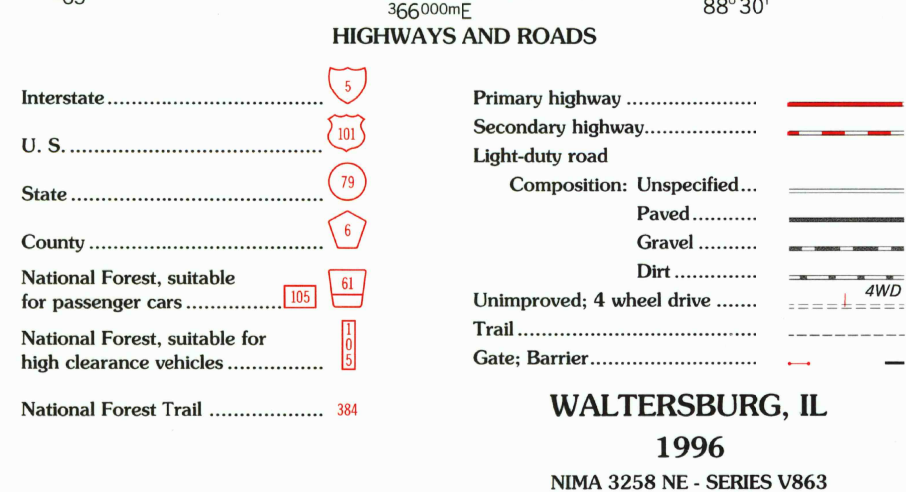 ³66000mE
88°30'
HIGHWAYS AND ROADS
Interstate................................... 5
U. S. ........................................ 101
State ........................................ 79
County ...................................... 6
National Forest, suitable
for passenger cars ............... 105 61
National Forest, suitable for
high clearance vehicles ............... 105
National Forest Trail ................... 384
Primary highway ......................
Secondary highway...................
Light-duty road
Composition: Unspecified...
Paved...........
Gravel ..........
Dirt ..............
Unimproved; 4 wheel drive ....... 4WD
Trail........................................
Gate; Barrier............................
WALTERSBURG, IL
1996
NIMA 3258 NE - SERIES V863